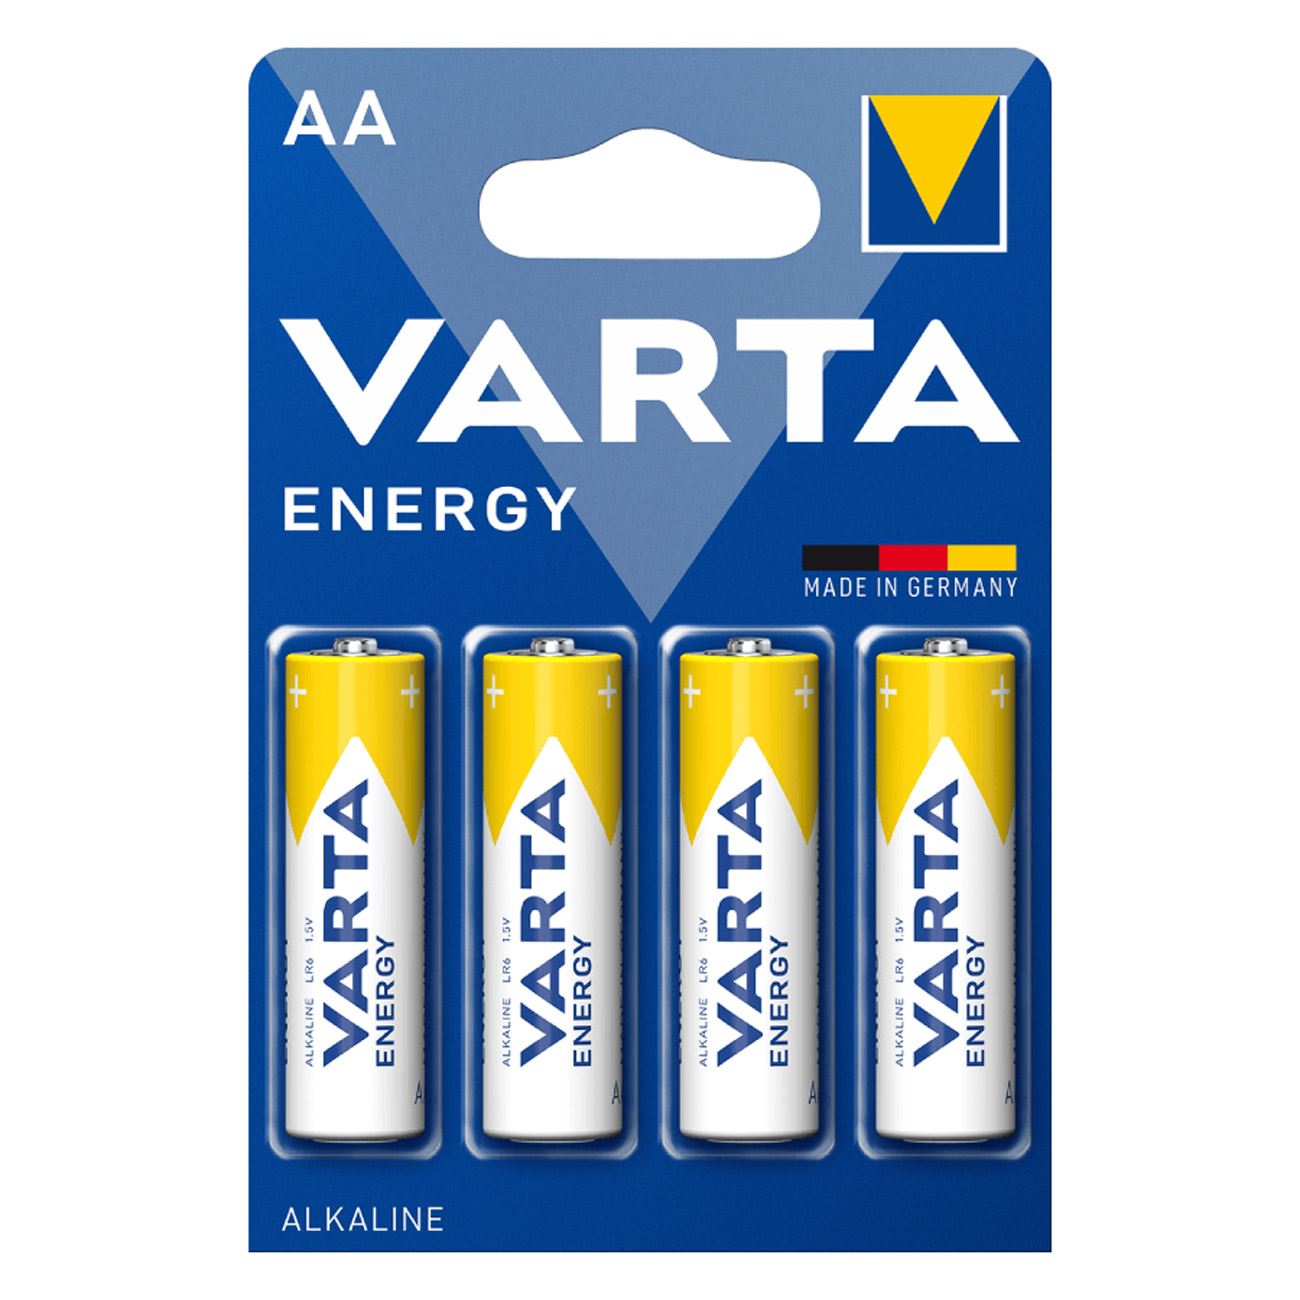 AA
VARTA
ENERGY
MADE IN GERMANY
+ +
VARTA
ENERGY
ALKALINE LR6 1.5V
+ +
VARTA
ENERGY
ALKALINE LR6 1.5V
+ +
VARTA
ENERGY
ALKALINE LR6 1.5V
+ +
VARTA
ENERGY
ALKALINE LR6 1.5V
ALKALINE